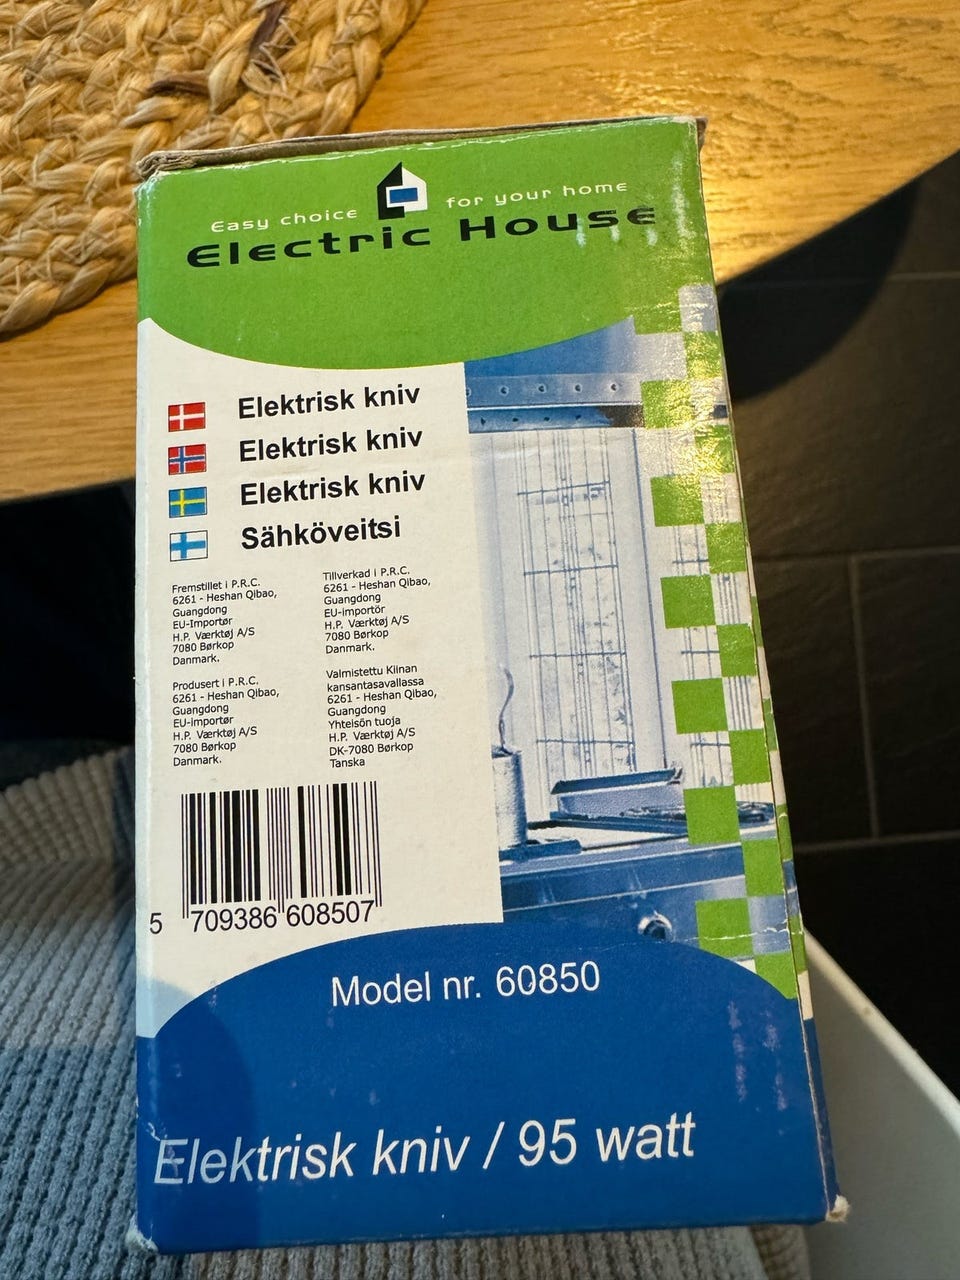 Easy choice for your home
Electric House
Elektrisk kniv
Elektrisk kniv
Elektrisk kniv
Sähköveitsi
Fremstillet i P.R.C.
6261 - Heshan Qibao,
Guangdong
EU-Importør
H.P. Værktøj A/S
7080 Børkop
Danmark.
Tillverkad i P.R.C.
6261 - Heshan Qibao,
Guangdong
EU-importör
H.P. Værktøj A/S
7080 Børkop
Danmark.
Produsert i P.R.C.
6261 - Heshan Qibao,
Guangdong
EU-importør
H.P. Værktøj A/S
7080 Børkop
Danmark.
Valmistettu Kiinan
kansantasavallassa
6261 - Heshan Qibao,
Guangdong
Yhteisön tuoja
H.P. Værktøj A/S
DK-7080 Børkop
Tanska
5 709386 608507
Model nr. 60850
Elektrisk kniv / 95 watt